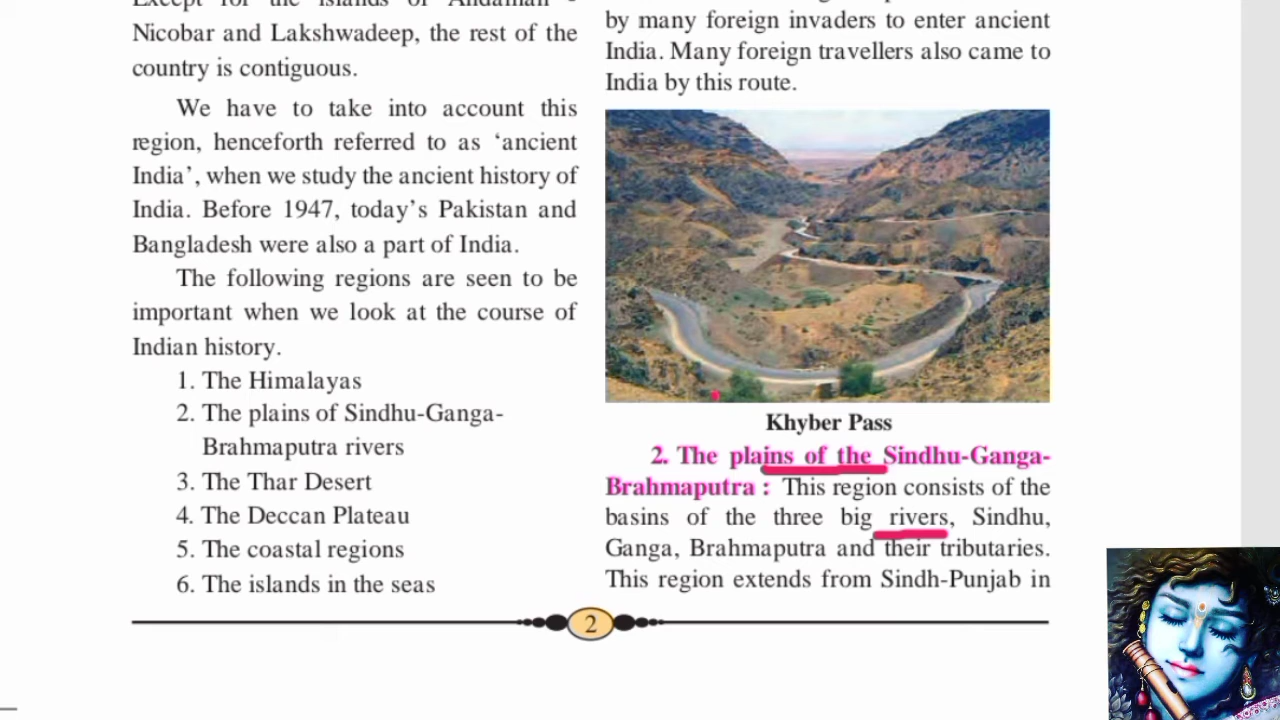 Except for the islands of Andaman -
Nicobar and Lakshwadeep, the rest of the
country is contiguous.
We have to take into account this
region, henceforth referred to as ‘ancient
India’, when we study the ancient history of
India. Before 1947, today’s Pakistan and
Bangladesh were also a part of India.
The following regions are seen to be
important when we look at the course of
Indian history.
1. The Himalayas
2. The plains of Sindhu-Ganga-
Brahmaputra rivers
3. The Thar Desert
4. The Deccan Plateau
5. The coastal regions
6. The islands in the seas
by many foreign invaders to enter ancient
India. Many foreign travellers also came to
India by this route.
Khyber Pass
2. The plains of the Sindhu-Ganga-
Brahmaputra : This region consists of the
basins of the three big rivers, Sindhu,
Ganga, Brahmaputra and their tributaries.
This region extends from Sindh-Punjab in
2